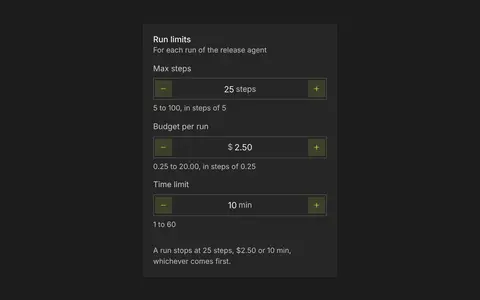 Run limits
For each run of the release agent
Max steps
− 25 steps +
5 to 100, in steps of 5
Budget per run
− $ 2.50 +
0.25 to 20.00, in steps of 0.25
Time limit
− 10 min +
1 to 60
A run stops at 25 steps, $2.50 or 10 min,
whichever comes first.